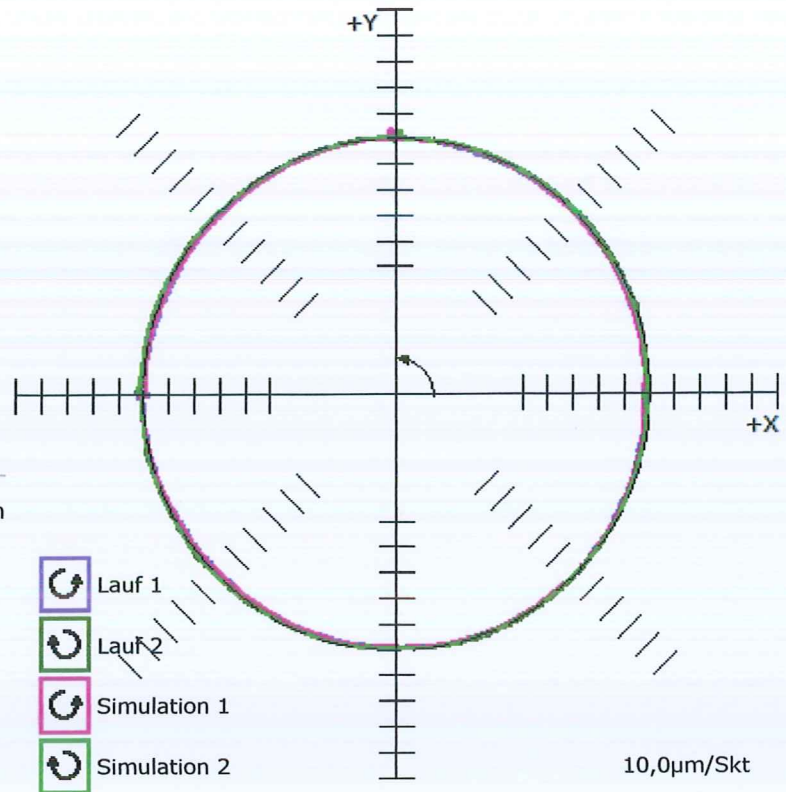 +Y
+X
Lauf 1
Lauf 2
Simulation 1
Simulation 2
10,0µm/Skt